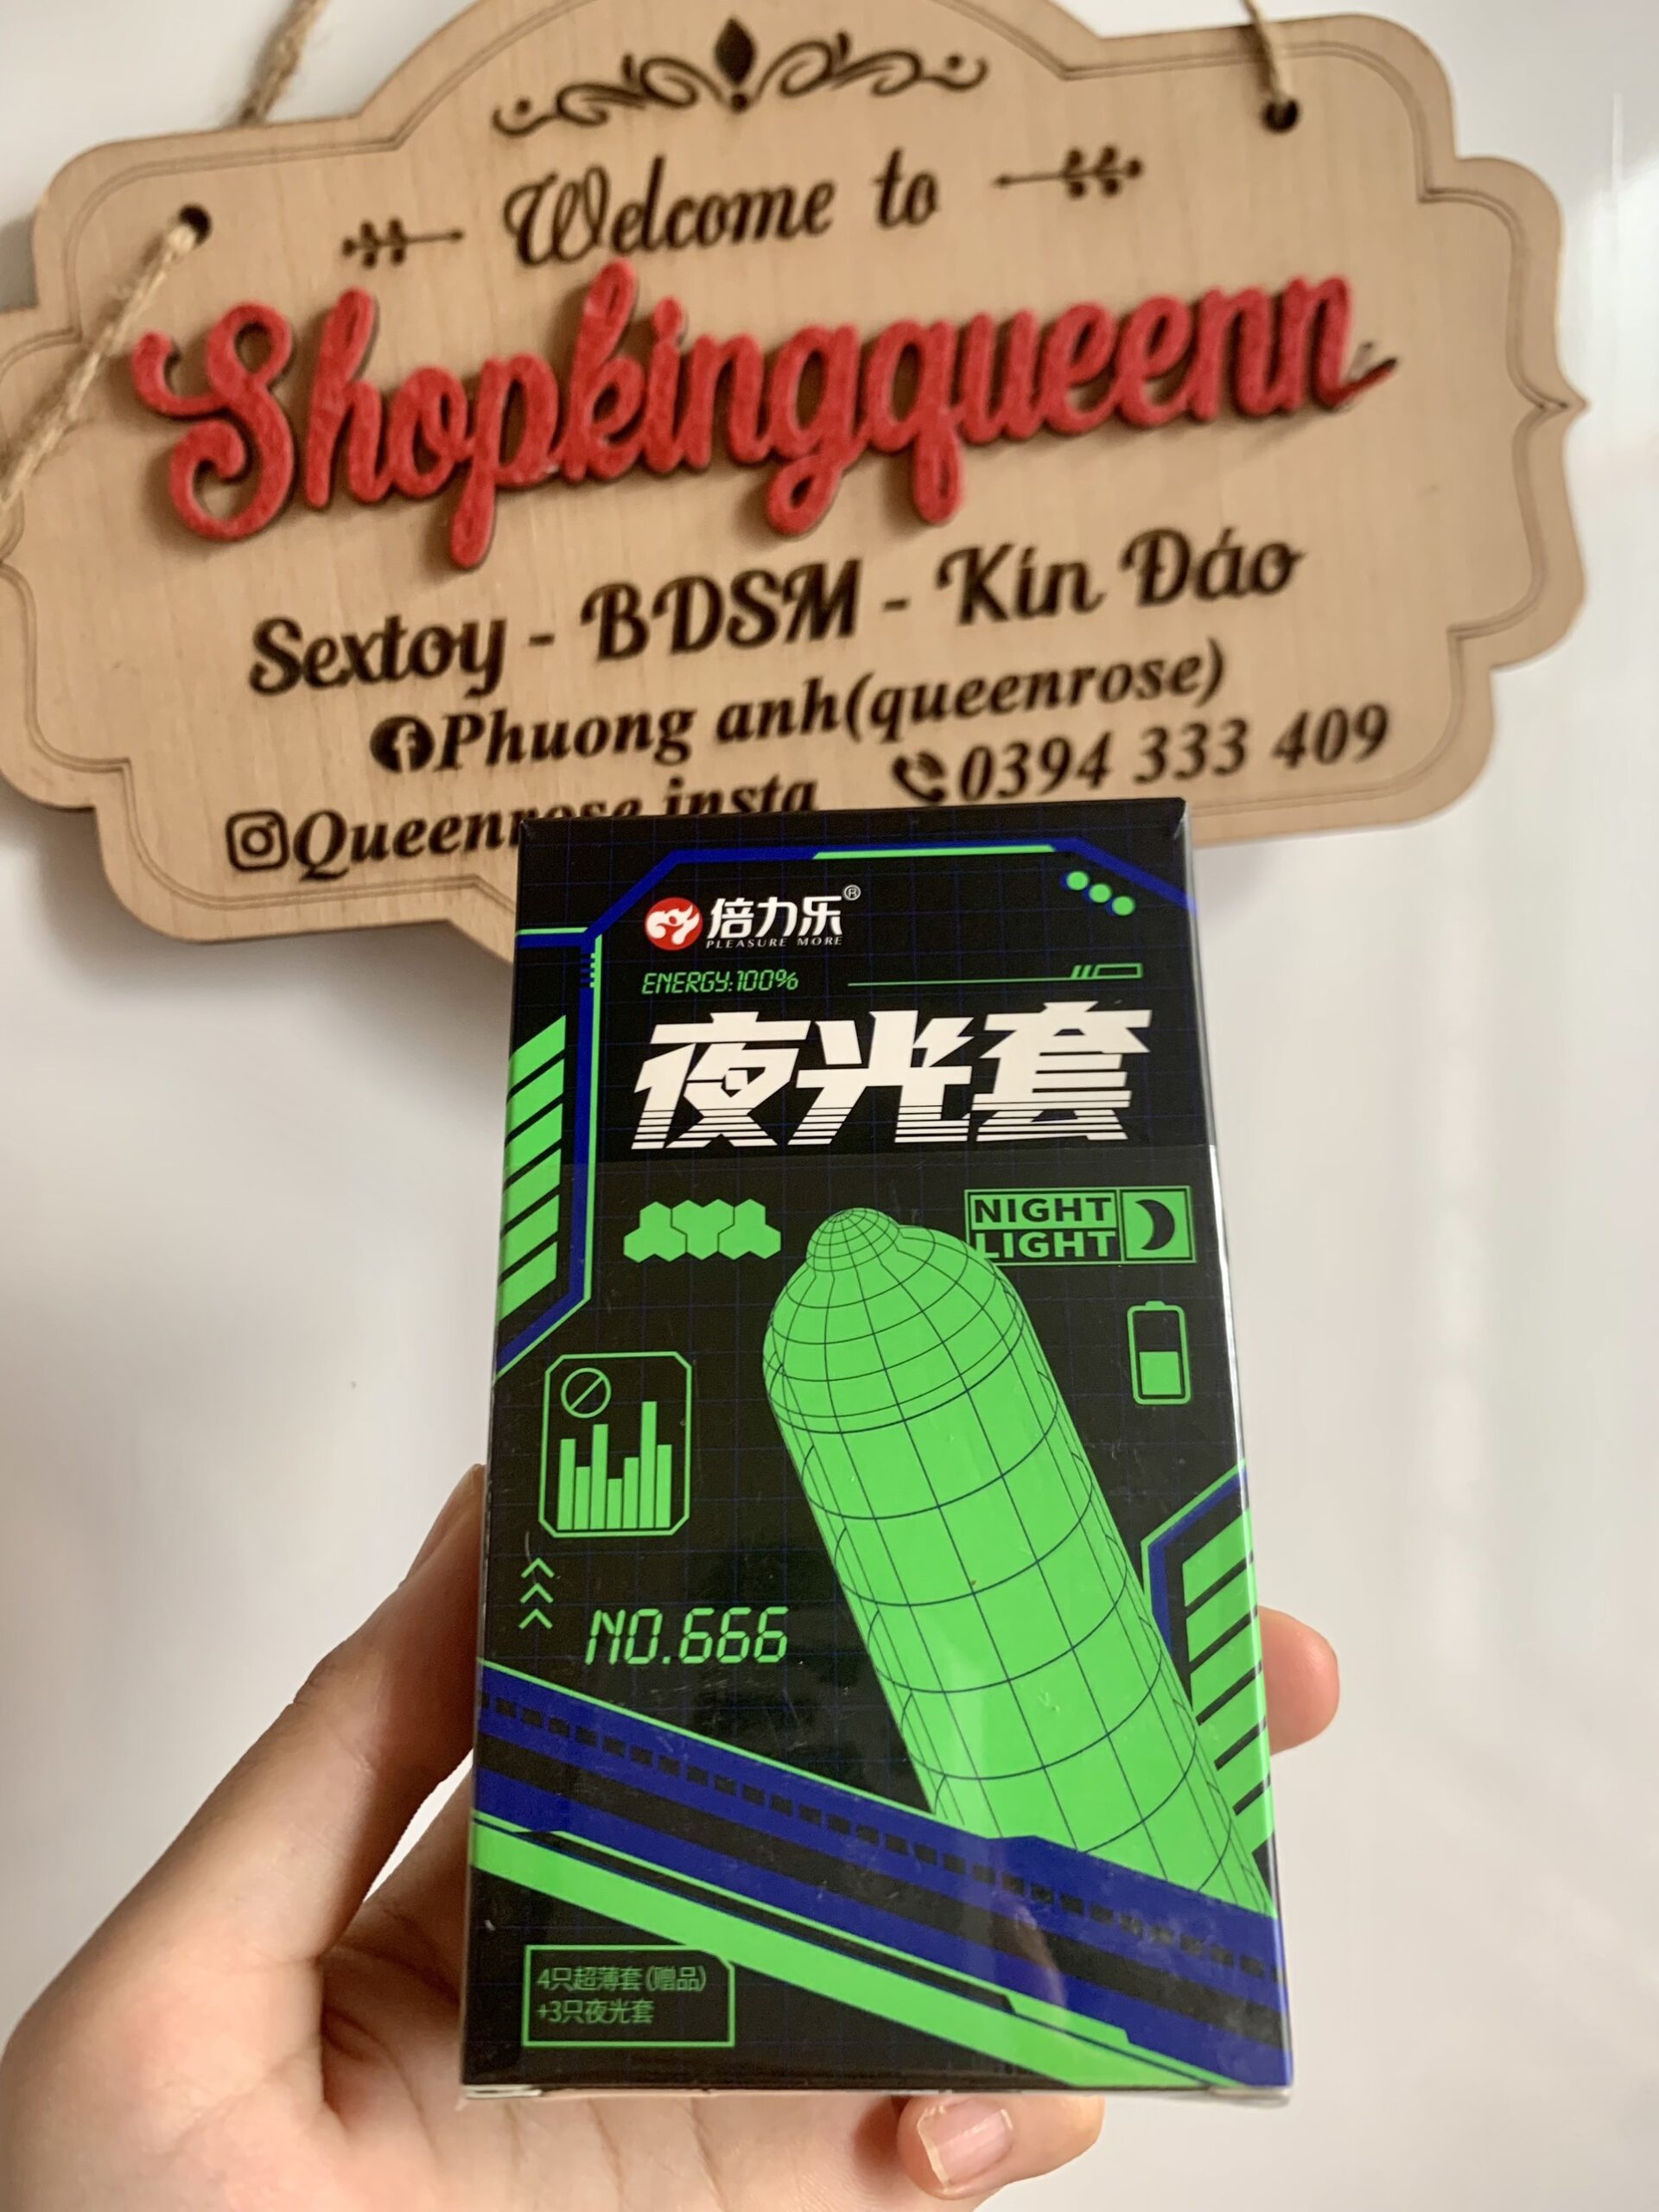 Welcome to
Shopkingqueenn
Sextoy - BDSM - Kín Đáo
Phuong anh(queenrose)
0394 333 409
Queenrose insta
倍力乐®
PLEASURE MORE
ENERGY:100%
夜光套
NIGHT
LIGHT
NO.666
4只超薄套(赠品)
+3只夜光套